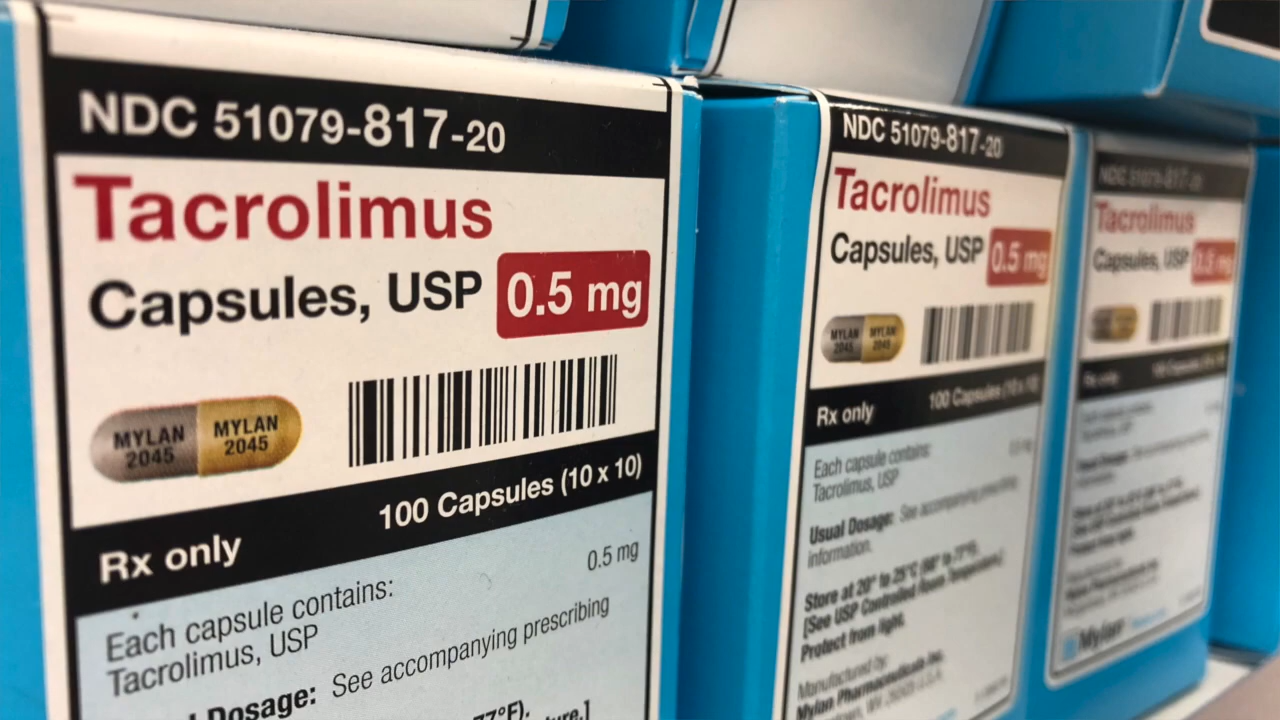 NDC 51079-817-20
Tacrolimus
Capsules, USP 0.5 mg
MYLAN 2045
MYLAN 2045
100 Capsules (10 x 10)
Rx only
Each capsule contains:
Tacrolimus, USP 0.5 mg
Dosage: See accompanying prescribing
77°F).
NDC 51079-817-20
Tacrolimus
Capsules, USP 0.5 mg
MYLAN 2045
MYLAN 2045
Rx only 100 Capsules (10 x 10)
Each capsule contains:
Tacrolimus, USP 0.5 mg
Usual Dosage: See accompanying prescribing
information.
Store at 20° to 25°C (68° to 77°F).
[See USP Controlled Room Temperature.]
Protect from light.
Manufactured by:
Mylan Pharmaceuticals Inc.
NDC 51079-817-20
Tacrolimus
Capsules, USP 0.5 mg
Rx only
Mylan